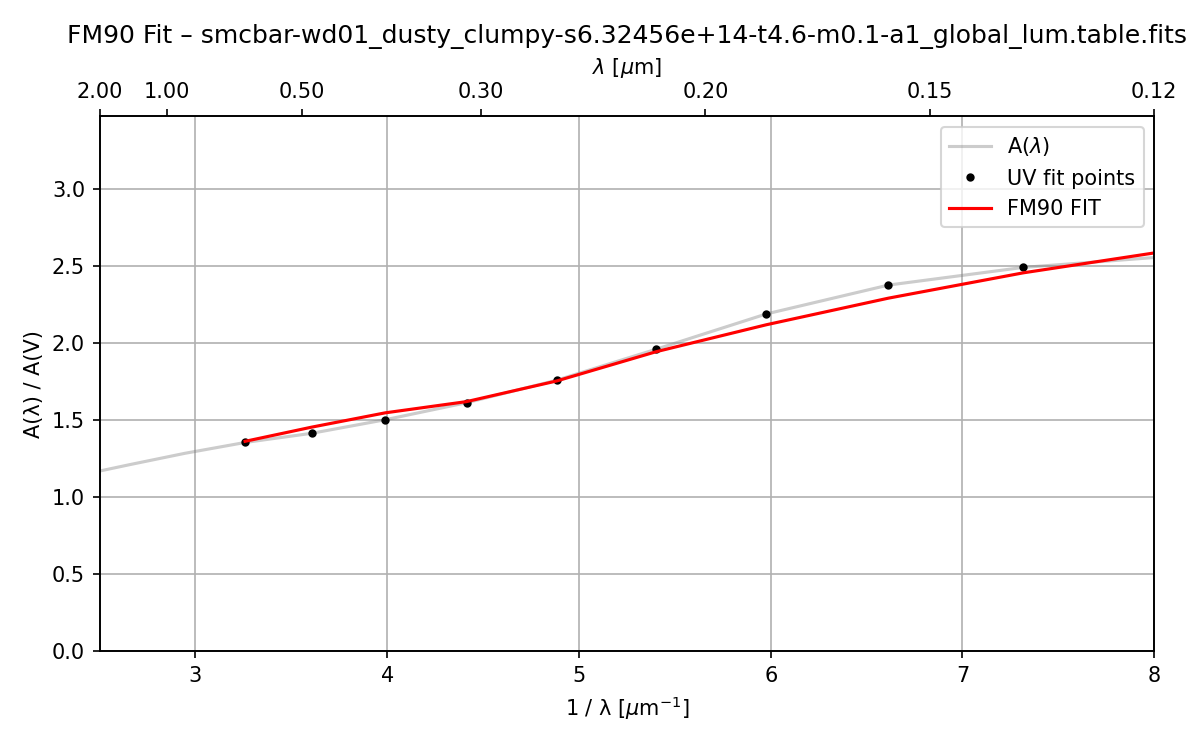 FM90 Fit – smcbar-wd01_dusty_clumpy-s6.32456e+14-t4.6-m0.1-a1_global_lum.table.fits
λ [μm]
2.00 1.00 0.50 0.30 0.20 0.15 0.12
A(λ)
UV fit points
FM90 FIT
3.0
2.5
2.0
1.5
1.0
0.5
0.0
A(λ) / A(V)
3 4 5 6 7 8
1 / λ [μm⁻¹]